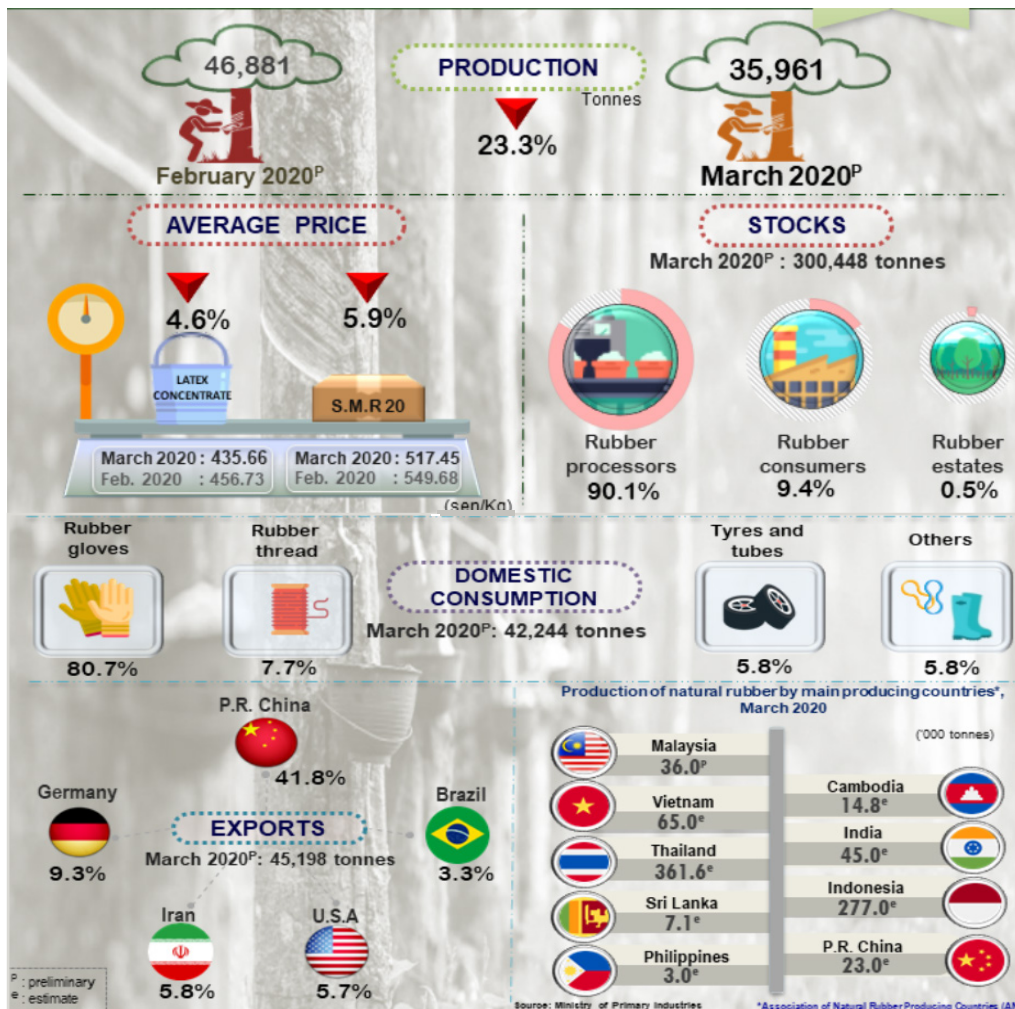 46,881
PRODUCTION
35,961
Tonnes
23.3%
February 2020ᴾ
March 2020ᴾ
AVERAGE PRICE
4.6%
5.9%
LATEX
CONCENTRATE
S.M.R 20
March 2020 : 435.66
Feb. 2020 : 456.73
March 2020 : 517.45
Feb. 2020 : 549.68
(sen/Kg)
STOCKS
March 2020ᴾ : 300,448 tonnes
Rubber
processors
90.1%
Rubber
consumers
9.4%
Rubber
estates
0.5%
Rubber
gloves
80.7%
Rubber
thread
7.7%
DOMESTIC
CONSUMPTION
March 2020ᴾ: 42,244 tonnes
Tyres and
tubes
5.8%
Others
5.8%
P.R. China
41.8%
Germany
9.3%
Brazil
3.3%
EXPORTS
March 2020ᴾ: 45,198 tonnes
Iran
5.8%
U.S.A
5.7%
P : preliminary
e : estimate
Production of natural rubber by main producing countries*,
March 2020
('000 tonnes)
Malaysia
36.0ᴾ
Vietnam
65.0ᵉ
Thailand
361.6ᵉ
Sri Lanka
7.1ᵉ
Philippines
3.0ᵉ
Cambodia
14.8ᵉ
India
45.0ᵉ
Indonesia
277.0ᵉ
P.R. China
23.0ᵉ
Source: Ministry of Primary Industries
*Association of Natural Rubber Producing Countries